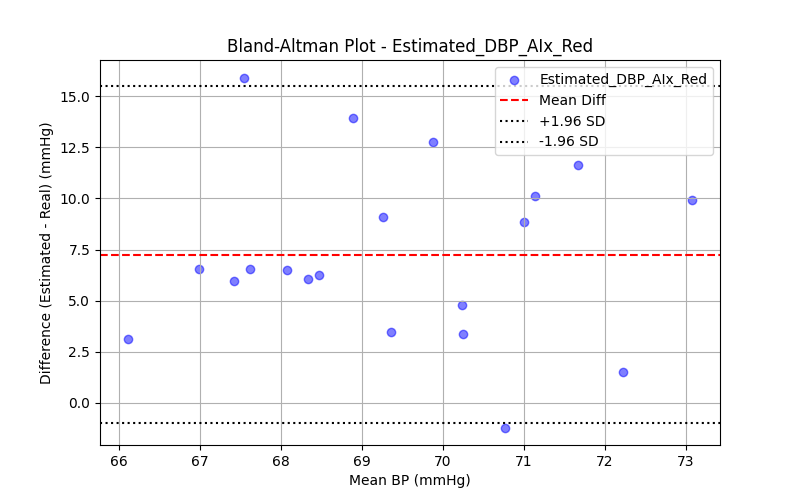 Bland-Altman Plot - Estimated_DBP_AIx_Red
Estimated_DBP_AIx_Red
Mean Diff
+1.96 SD
-1.96 SD
Difference (Estimated - Real) (mmHg)
15.0
12.5
10.0
7.5
5.0
2.5
0.0
66 67 68 69 70 71 72 73
Mean BP (mmHg)